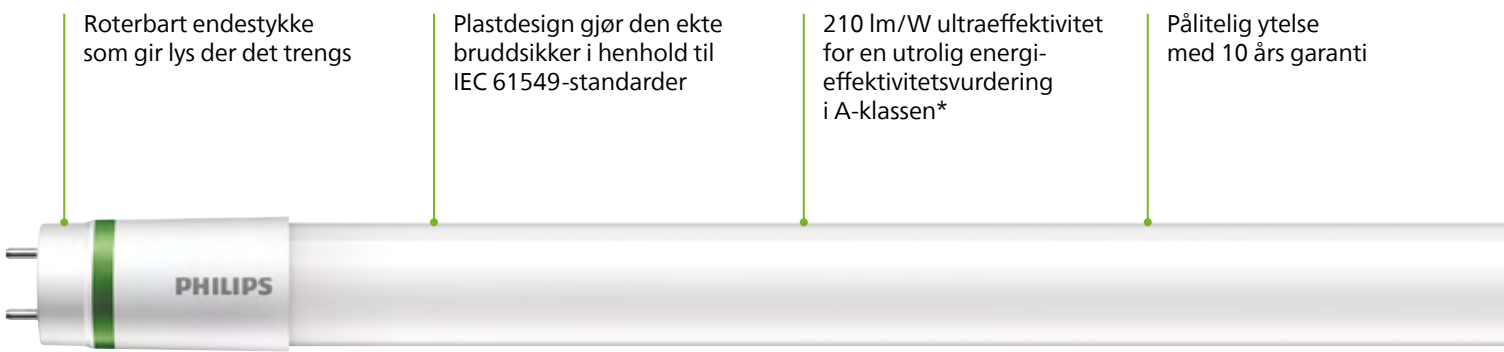 Roterbart endestykke
som gir lys der det trengs
Plastdesign gjør den ekte
bruddsikker i henhold til
IEC 61549-standarder
210 lm/W ultraeffektivitet
for en utrolig energi-
effektivitetsvurdering
i A-klassen*
Pålitelig ytelse
med 10 års garanti
PHILIPS